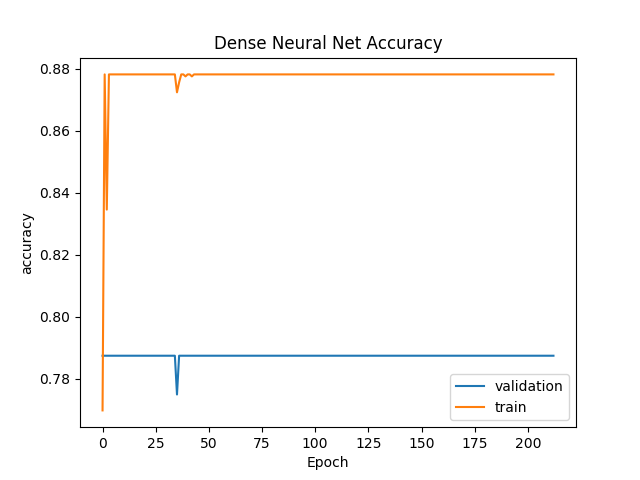 Dense Neural Net Accuracy
0.88
0.86
0.84
0.82
0.80
0.78
accuracy
validation
train
0 25 50 75 100 125 150 175 200
Epoch